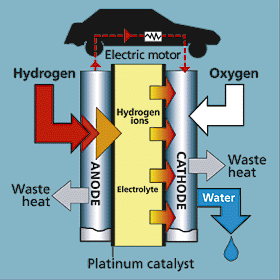 Electric motor
Hydrogen
Oxygen
Hydrogen
ions
ANODE
CATHODE
Electrolyte
Waste
heat
Waste
heat
Water
Platinum catalyst